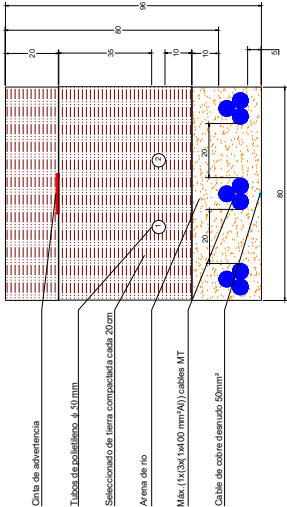 96
80
20
35
10
10
5
20
20
80
1
2
Cinta de advertencia
Tubos de polietileno ϕ 50 mm
Seleccionado de tierra compactada cada 20cm
Arena de río
Máx. (1x(3x(1x400 mm²Al)) cables MT
Cable de cobre desnudo 50mm²